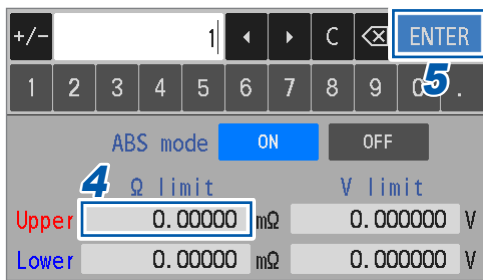 +/- 1 ◀ ▶ C ⌫ ENTER
5
1 2 3 4 5 6 7 8 9 0 .
ABS mode ON OFF
4 Ω limit V limit
Upper 0.00000 mΩ 0.000000 V
Lower 0.00000 mΩ 0.000000 V